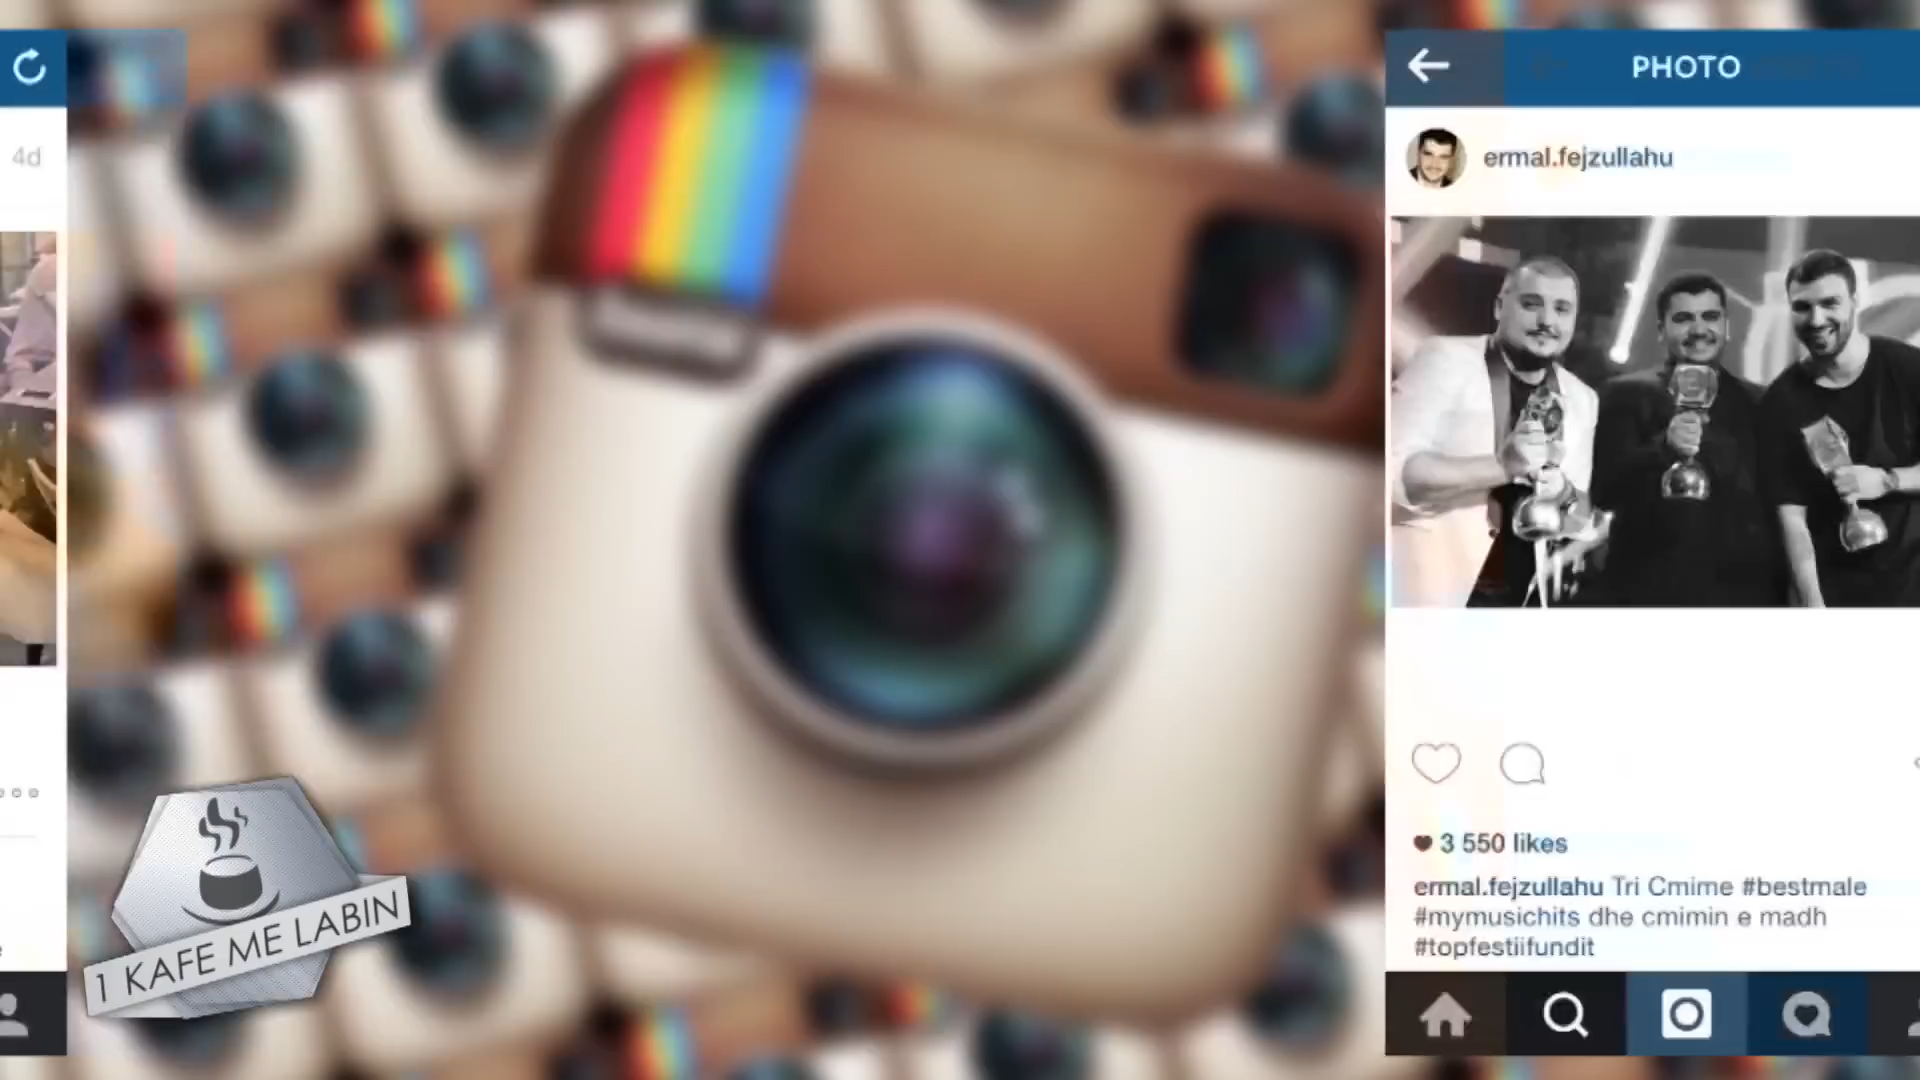 4d
1 KAFE ME LABIN
PHOTO
ermal.fejzullahu
3 550 likes
ermal.fejzullahu Tri Cmime #bestmale
#mymusichits dhe cmimin e madh
#topfestiifundit